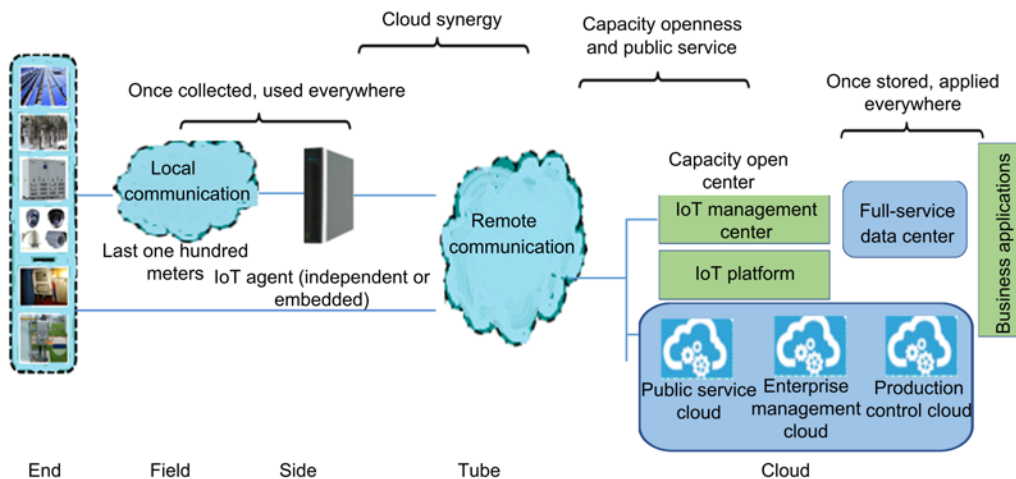 Cloud synergy
Capacity openness
and public service
Once collected, used everywhere
Once stored, applied
everywhere
Local
communication
Last one hundred
meters
IoT agent (independent or
embedded)
Remote
communication
Capacity open
center
IoT management
center
IoT platform
Full-service
data center
Business applications
Public service
cloud
Enterprise
management
cloud
Production
control cloud
End
Field
Side
Tube
Cloud